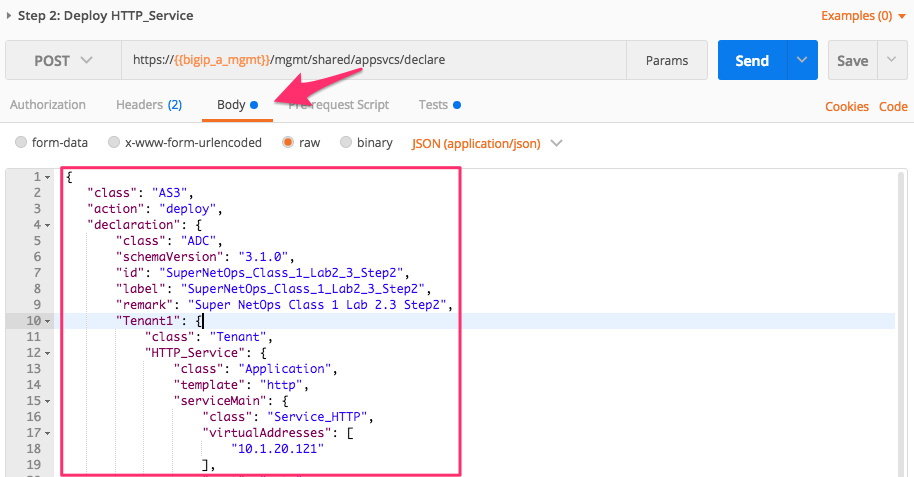 Step 2: Deploy HTTP_Service
Examples (0)
POST
https://{{bigip_a_mgmt}}/mgmt/shared/appsvcs/declare
Params
Send
Save
Authorization
Headers (2)
Body
Pre-request Script
Tests
Cookies
Code
form-data
x-www-form-urlencoded
raw
binary
JSON (application/json)
1 {
2 "class": "AS3",
3 "action": "deploy",
4 "declaration": {
5 "class": "ADC",
6 "schemaVersion": "3.1.0",
7 "id": "SuperNetOps_Class_1_Lab2_3_Step2",
8 "label": "SuperNetOps_Class_1_Lab2_3_Step2",
9 "remark": "Super NetOps Class 1 Lab 2.3 Step2",
10 "Tenant1": {
11 "class": "Tenant",
12 "HTTP_Service": {
13 "class": "Application",
14 "template": "http",
15 "serviceMain": {
16 "class": "Service_HTTP",
17 "virtualAddresses": [
18 "10.1.20.121"
19 ],